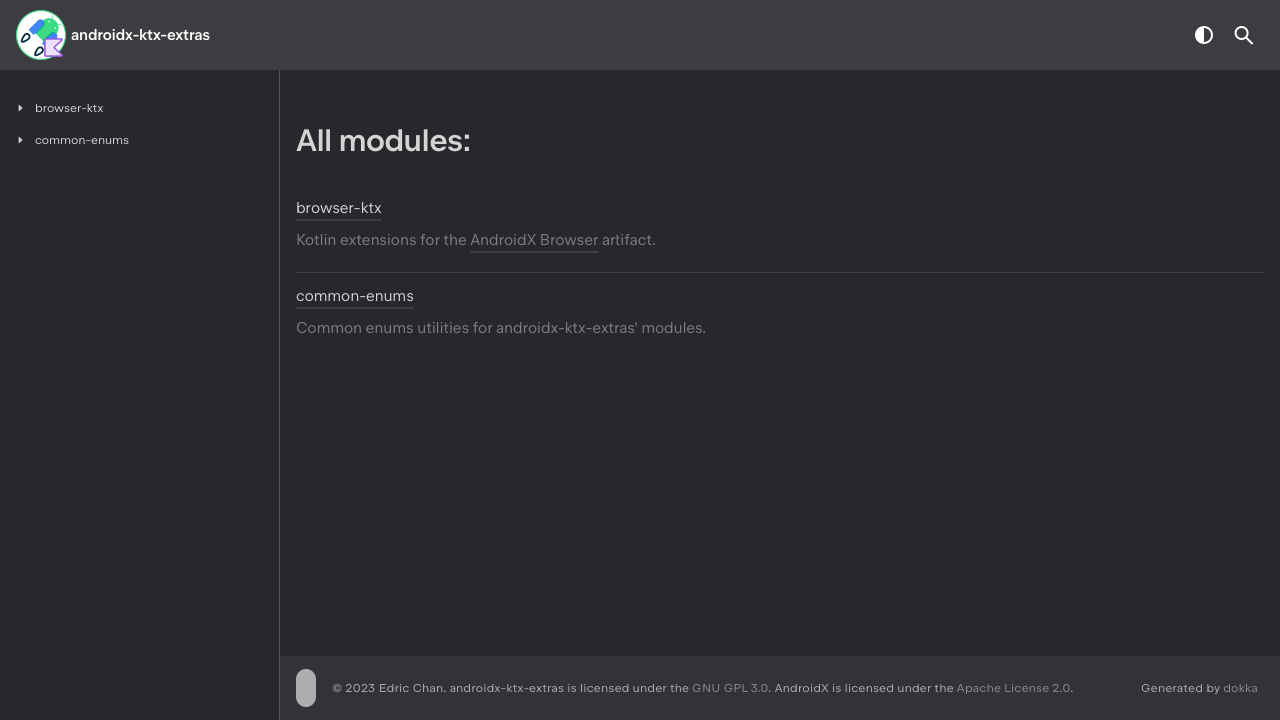 androidx-ktx-extras
browser-ktx
common-enums
All modules:
browser-ktx
Kotlin extensions for the AndroidX Browser artifact.
common-enums
Common enums utilities for androidx-ktx-extras' modules.
© 2023 Edric Chan. androidx-ktx-extras is licensed under the GNU GPL 3.0. AndroidX is licensed under the Apache License 2.0.
Generated by dokka